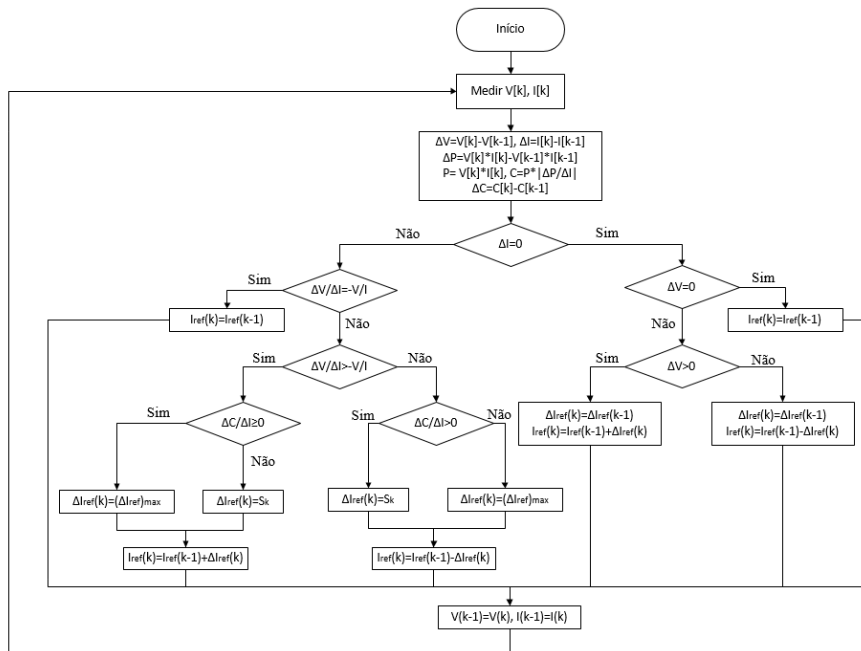 Início
Medir V[k], I[k]
ΔV=V[k]-V[k-1], ΔI=I[k]-I[k-1]
ΔP=V[k]*I[k]-V[k-1]*I[k-1]
P= V[k]*I[k], C=P*|ΔP/ΔI|
ΔC=C[k]-C[k-1]
Não
ΔI=0
Sim
Sim
ΔV/ΔI=-V/I
ΔV=0
Sim
Iref(k)=Iref(k-1)
Não
Não
Iref(k)=Iref(k-1)
Sim
ΔV/ΔI>-V/I
Não
Sim
ΔV>0
Não
Sim
ΔC/ΔI≥0
Sim
ΔC/ΔI>0
Não
ΔIref(k)=ΔIref(k-1)
Iref(k)=Iref(k-1)+ΔIref(k)
ΔIref(k)=ΔIref(k-1)
Iref(k)=Iref(k-1)-ΔIref(k)
Não
ΔIref(k)=(ΔIref)max
ΔIref(k)=Sk
ΔIref(k)=Sk
ΔIref(k)=(ΔIref)max
Iref(k)=Iref(k-1)+ΔIref(k)
Iref(k)=Iref(k-1)-ΔIref(k)
V(k-1)=V(k), I(k-1)=I(k)